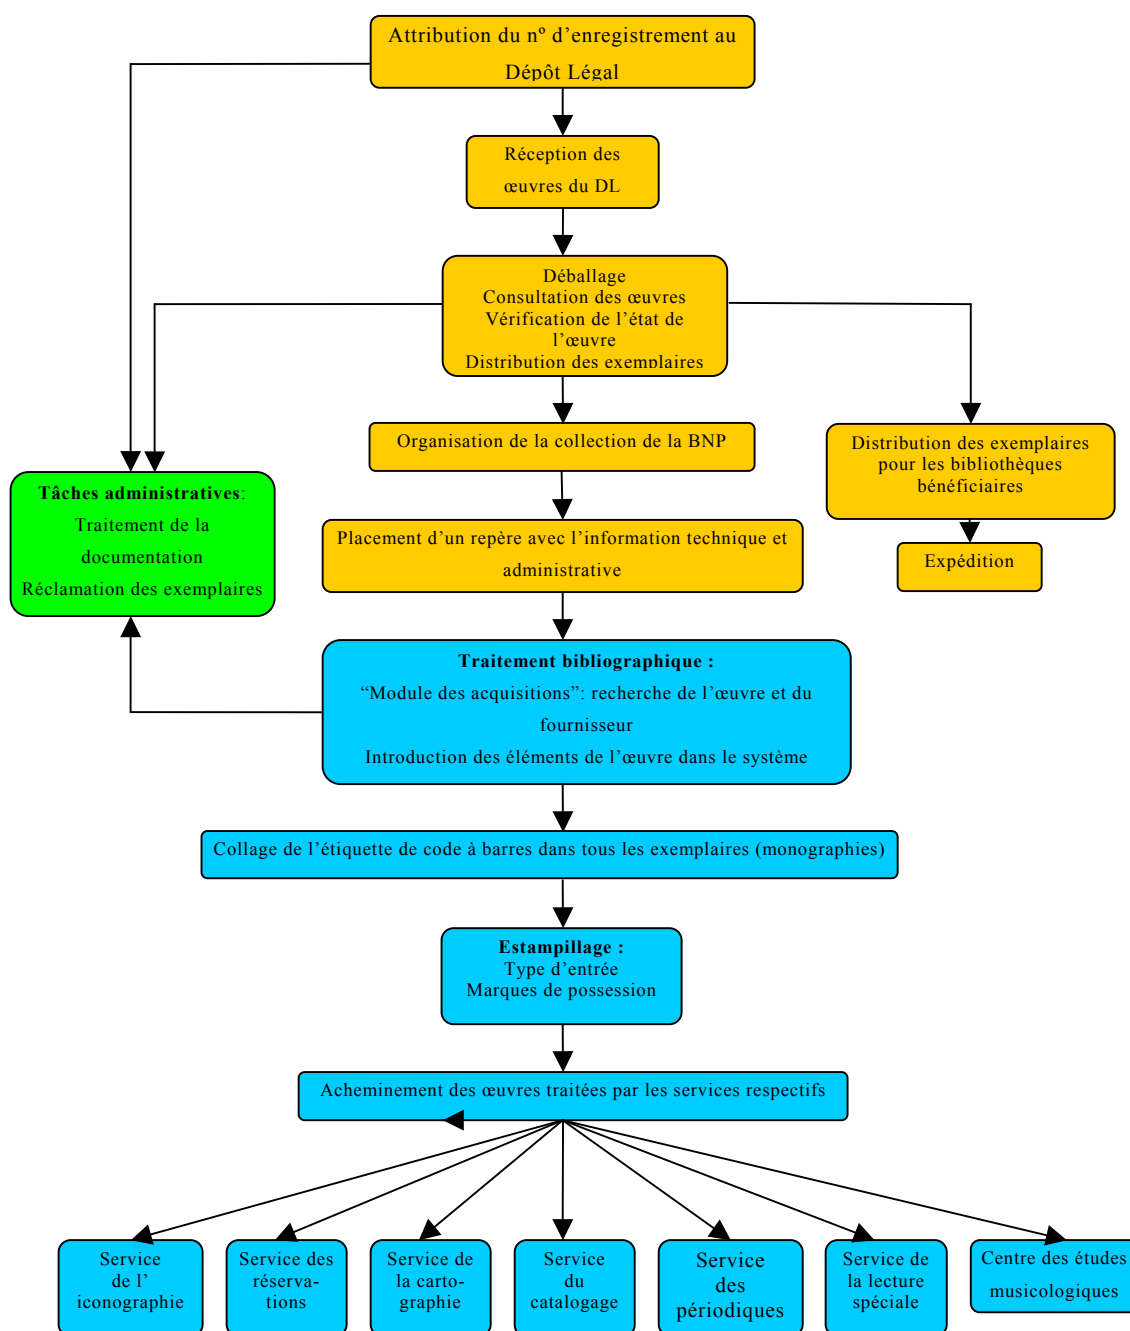 Attribution du nº d’enregistrement au
Dépôt Légal
Réception des
œuvres du DL
Déballage
Consultation des œuvres
Vérification de l’état de
l’œuvre
Distribution des exemplaires
Organisation de la collection de la BNP
Distribution des exemplaires
pour les bibliothèques
bénéficiaires
Tâches administratives:
Traitement de la
documentation
Réclamation des exemplaires
Placement d’un repère avec l’information technique et
administrative
Expédition
Traitement bibliographique :
“Module des acquisitions”: recherche de l’œuvre et du
fournisseur
Introduction des éléments de l’œuvre dans le système
Collage de l’étiquette de code à barres dans tous les exemplaires (monographies)
Estampillage :
Type d’entrée
Marques de possession
Acheminement des œuvres traitées par les services respectifs
Service
de l’
iconographie
Service des
réserva-
tions
Service de
la carto-
graphie
Service
du
catalogage
Service
des
périodiques
Service de
la lecture
spéciale
Centre des études
musicologiques